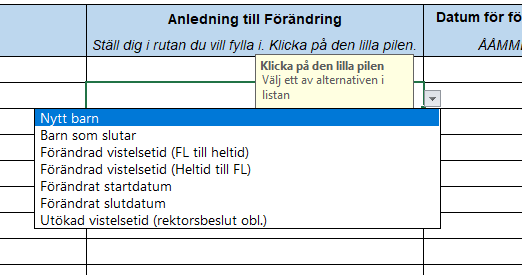 Anledning till Förändring
Datum för fö
Ställ dig i rutan du vill fylla i. Klicka på den lilla pilen.
ÅÅMM
Klicka på den lilla pilen
Välj ett av alternativen i
listan
Nytt barn
Barn som slutar
Förändrad vistelsetid (FL till heltid)
Förändrad vistelsetid (Heltid till FL)
Förändrat startdatum
Förändrat slutdatum
Utökad vistelsetid (rektorsbeslut obl.)